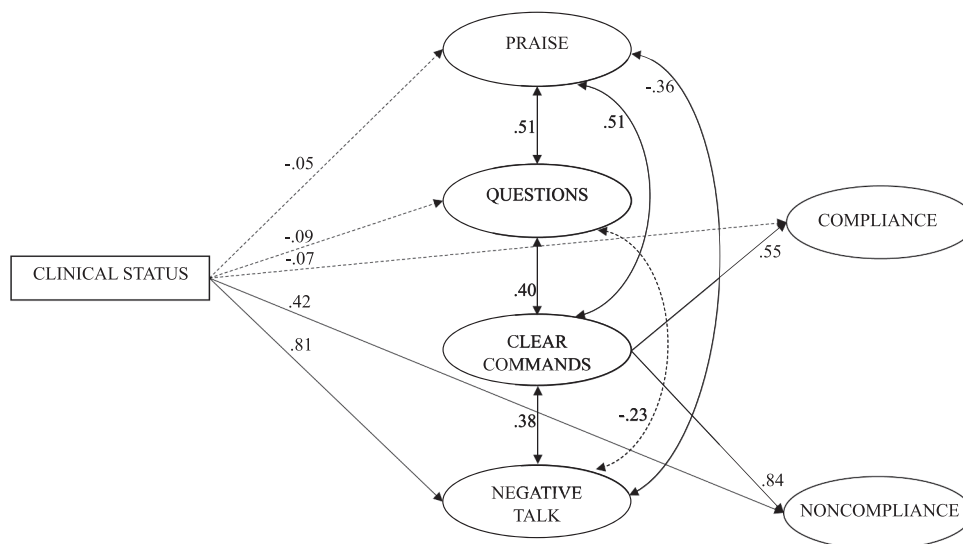 PRAISE
-.36
.51
.51
-.05
QUESTIONS
COMPLIANCE
-.09
-.07
.55
CLINICAL STATUS
.40
.42
CLEAR
COMMANDS
.81
.38
-.23
.84
NEGATIVE
TALK
NONCOMPLIANCE